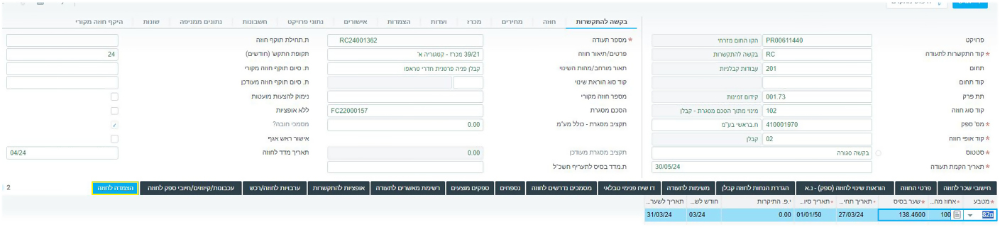 בקשה להתקשרות חוזה מחירים מכרז ועדות הצמדות אישורים נתוני פרויקט חשבונות נתונים ממניפה שונות היקף חוזה מקורי
פרויקט PR00611440 הקו החום מזרחי * מספר תעודה RC24001362 ת.תחילת תוקף חוזה
* קוד התקשרות לתעודה RC בקשה להתקשרות פרטים/תיאור חוזה 39/21 מכרז - קטגוריה א' תקופת התקש' (חודשים) 24
תחום 201 עבודות קבלניות תאור מורחב/מהות השינוי קבלן פניה פרטנית חדרי טראפו ת. סיום תוקף חוזה מקורי
קוד תחום קוד סוג הוראת שינוי ת. סיום תוקף חוזה מעודכן
תת פרק 001.73 קידום זמינות מספר חוזה מקורי נימוק להצעות מועטות
קוד סוג חוזה 102 מינוי מתוך הסכם מסגרת - קבלן הסכם מסגרת FC22000157 ללא אופציות
* מס' ספק 410001970 ח.בראשי בע"מ תקציב מסגרת - כולל מע"מ 0.00 מסמכי חובה?
* קוד אופי חוזה 02 קבלן אישור ראש אגף
* סטטוס בקשה סגורה תקציב מסגרת מעודכן 0.00 תאריך מדד לחוזה 04/24
* תאריך הקמת תעודה 30/05/24 ת.מדד בסיס לתעריף חשכ"ל
חישובי שכר לחוזה פרטי החוזה הוראות שינוי לחוזה (ספק) - נ.א הגדרת הנחות לחוזה קבלן משימות לתעודה מסמכים נדרשים לחוזה דו שיח פנימי טבלאי נספחים ספקים מוצעים רשימת מאשרים לתעודה אופציות להתקשרות ערבויות לחוזה/רכש עכבונות/קיזוזים/חיובי ספק לחוזה הצמדה לחוזה 2
* מטבע * אחוז מה... * שער בסיס * תאריך תחי... * תאריך סיו... י.פ. התיקרות חודש לש... תאריך לשער...
מ82 100 138.4600 27/03/24 01/01/50 0.00 03/24 31/03/24